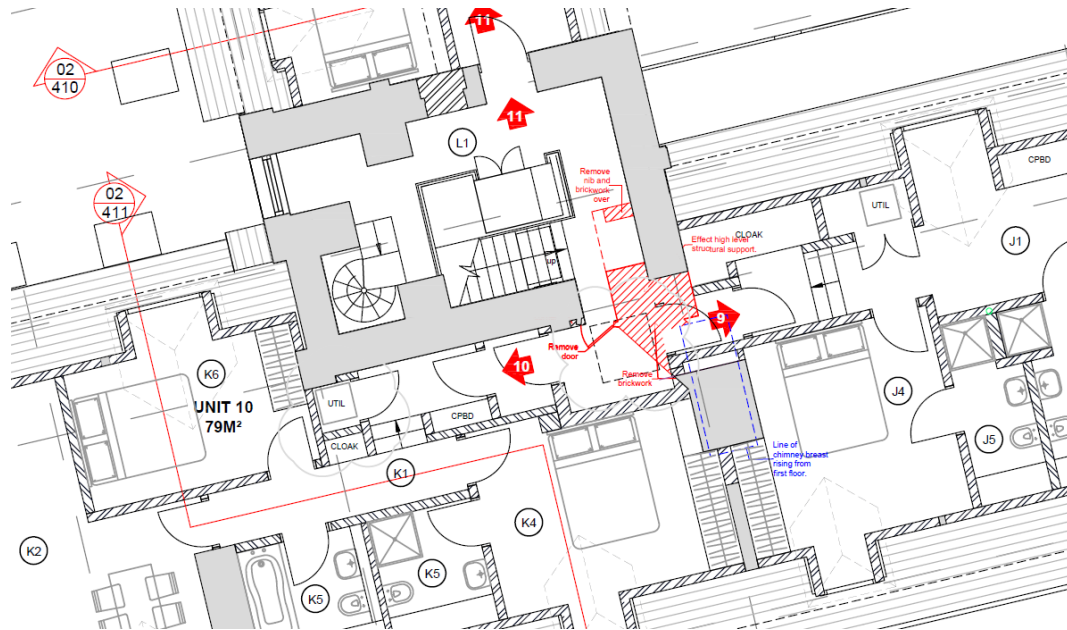 11
02
410
11
L1
Remove
nib and
brickwork
over
CPBD
02
411
UTIL
CLOAK
Effect high level
structural support.
J1
up
9
Remove
door
10
Remove
brickwork
K6
UNIT 10
79M²
UTIL
CPBD
CLOAK
J4
J5
Line of
chimney breast
rising from
first floor.
K1
K4
K2
K5
K5